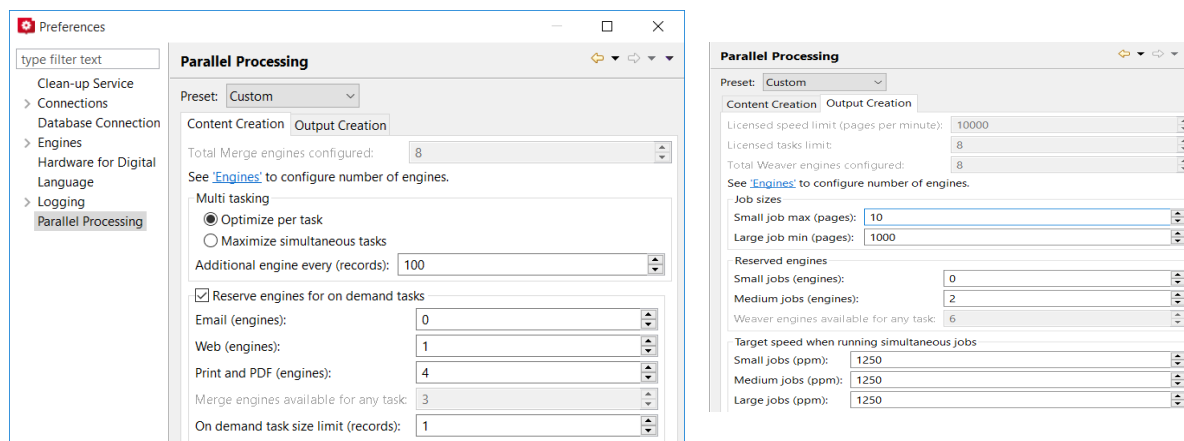 Preferences
type filter text
Clean-up Service
Connections
Database Connection
Engines
Hardware for Digital
Language
Logging
Parallel Processing
Parallel Processing
Preset: Custom
Content Creation Output Creation
Total Merge engines configured: 8
See 'Engines' to configure number of engines.
Multi tasking
Optimize per task
Maximize simultaneous tasks
Additional engine every (records): 100
Reserve engines for on demand tasks
Email (engines): 0
Web (engines): 1
Print and PDF (engines): 4
Merge engines available for any task: 3
On demand task size limit (records): 1
Parallel Processing
Preset: Custom
Content Creation Output Creation
Licensed speed limit (pages per minute): 10000
Licensed tasks limit: 8
Total Weaver engines configured: 8
See 'Engines' to configure number of engines.
Job sizes
Small job max (pages): 10
Large job min (pages): 1000
Reserved engines
Small jobs (engines): 0
Medium jobs (engines): 2
Weaver engines available for any task: 6
Target speed when running simultaneous jobs
Small jobs (ppm): 1250
Medium jobs (ppm): 1250
Large jobs (ppm): 1250